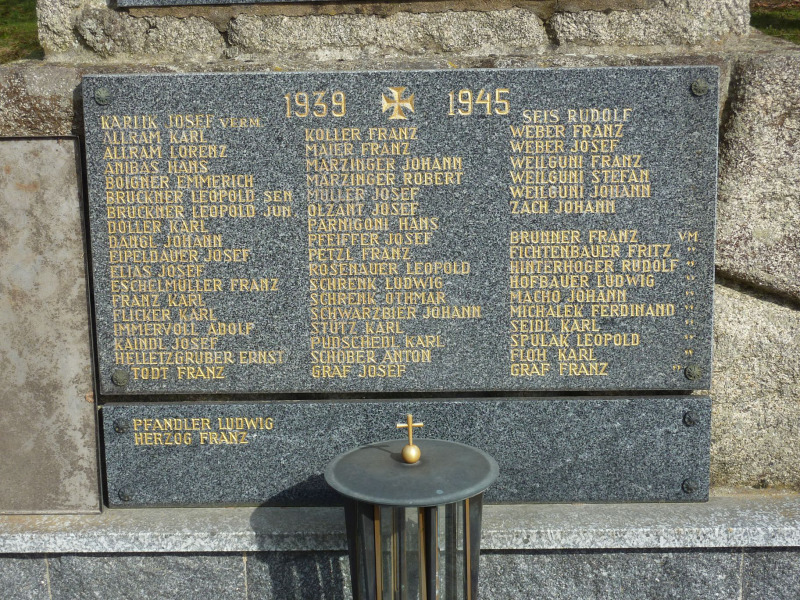 1939 1945
KARLIK JOSEF VERM.
ALLRAM KARL
ALLRAM LORENZ
ANIBAS HANS
BOIGNER EMMERICH
BRUCKNER LEOPOLD SEN
BRUCKNER LEOPOLD JUN
DOLLER KARL
DANGL JOHANN
EIPELDAUER JOSEF
ELIAS JOSEF
ESCHELMÜLLER FRANZ
FRANZ KARL
FLICKER KARL
IMMERVOLL ADOLF
KAINDL JOSEF
HELLETZGRUBER ERNST
TODT FRANZ
KOLLER FRANZ
MAIER FRANZ
MARZINGER JOHANN
MARZINGER ROBERT
MÜLLER JOSEF
OLZANT JOSEF
PARNIGONI HANS
PFEIFFER JOSEF
PETZL FRANZ
ROSENAUER LEOPOLD
SCHRENK LUDWIG
SCHRENK OTHMAR
SCHWARZBIER JOHANN
STÜTZ KARL
PUDSCHEDL KARL
SCHOBER ANTON
GRAF JOSEF
SEIS RUDOLF
WEBER FRANZ
WEBER JOSEF
WEILGUNI FRANZ
WEILGUNI STEFAN
WEILGUNI JOHANN
ZACH JOHANN
BRUNNER FRANZ VM
FICHTENBAUER FRITZ "
HINTERHOGER RUDOLF "
HOFBAUER LUDWIG "
MACHO JOHANN "
MICHALEK FERDINAND "
SEIDL KARL "
SPULAK LEOPOLD "
FLOH KARL "
GRAF FRANZ "
PFANDLER LUDWIG
HERZOG FRANZ